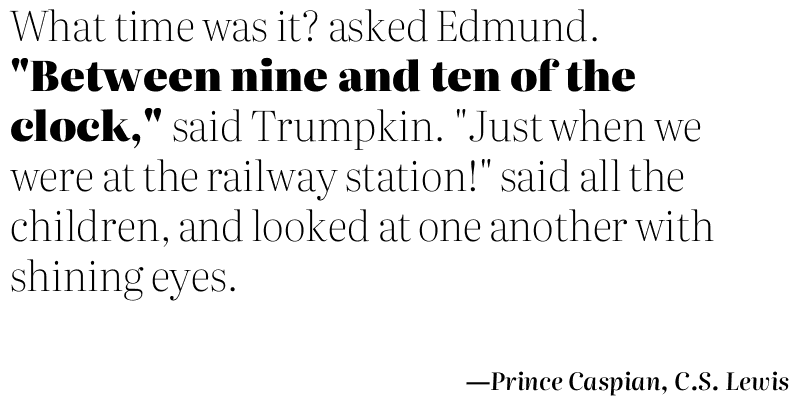 What time was it? asked Edmund.
"Between nine and ten of the
clock," said Trumpkin. "Just when we
were at the railway station!" said all the
children, and looked at one another with
shining eyes.
—Prince Caspian, C.S. Lewis